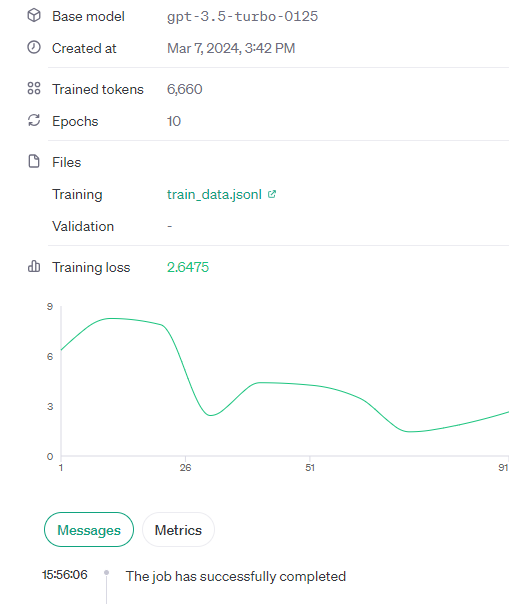 Base model gpt-3.5-turbo-0125
Created at Mar 7, 2024, 3:42 PM
Trained tokens 6,660
Epochs 10
Files
Training train_data.jsonl
Validation -
Training loss 2.6475
9
6
3
0
1 26 51 91
Messages Metrics
15:56:06 The job has successfully completed